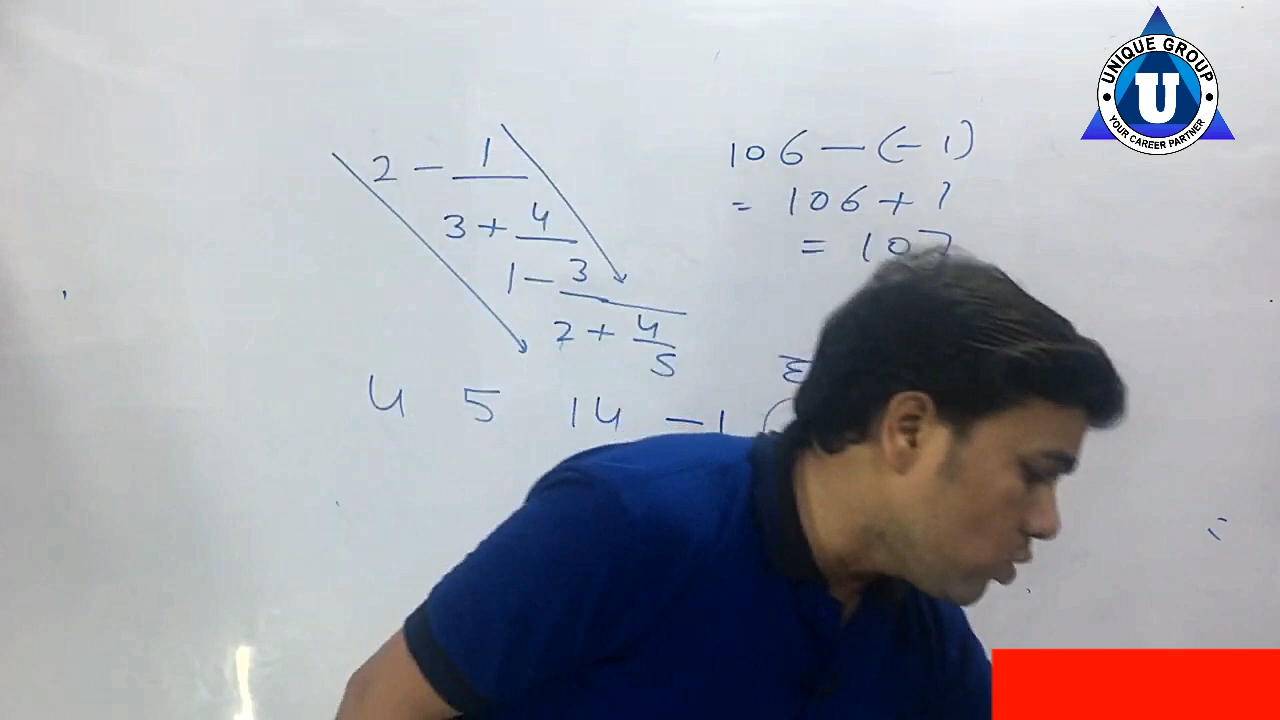 2 - 1
3 + 4
1 - 3
2 + 4
5
4 5 14 -1
106 - (- 1)
= 106 + 1
= 107
UNIQUE GROUP
U
YOUR CAREER PARTNER